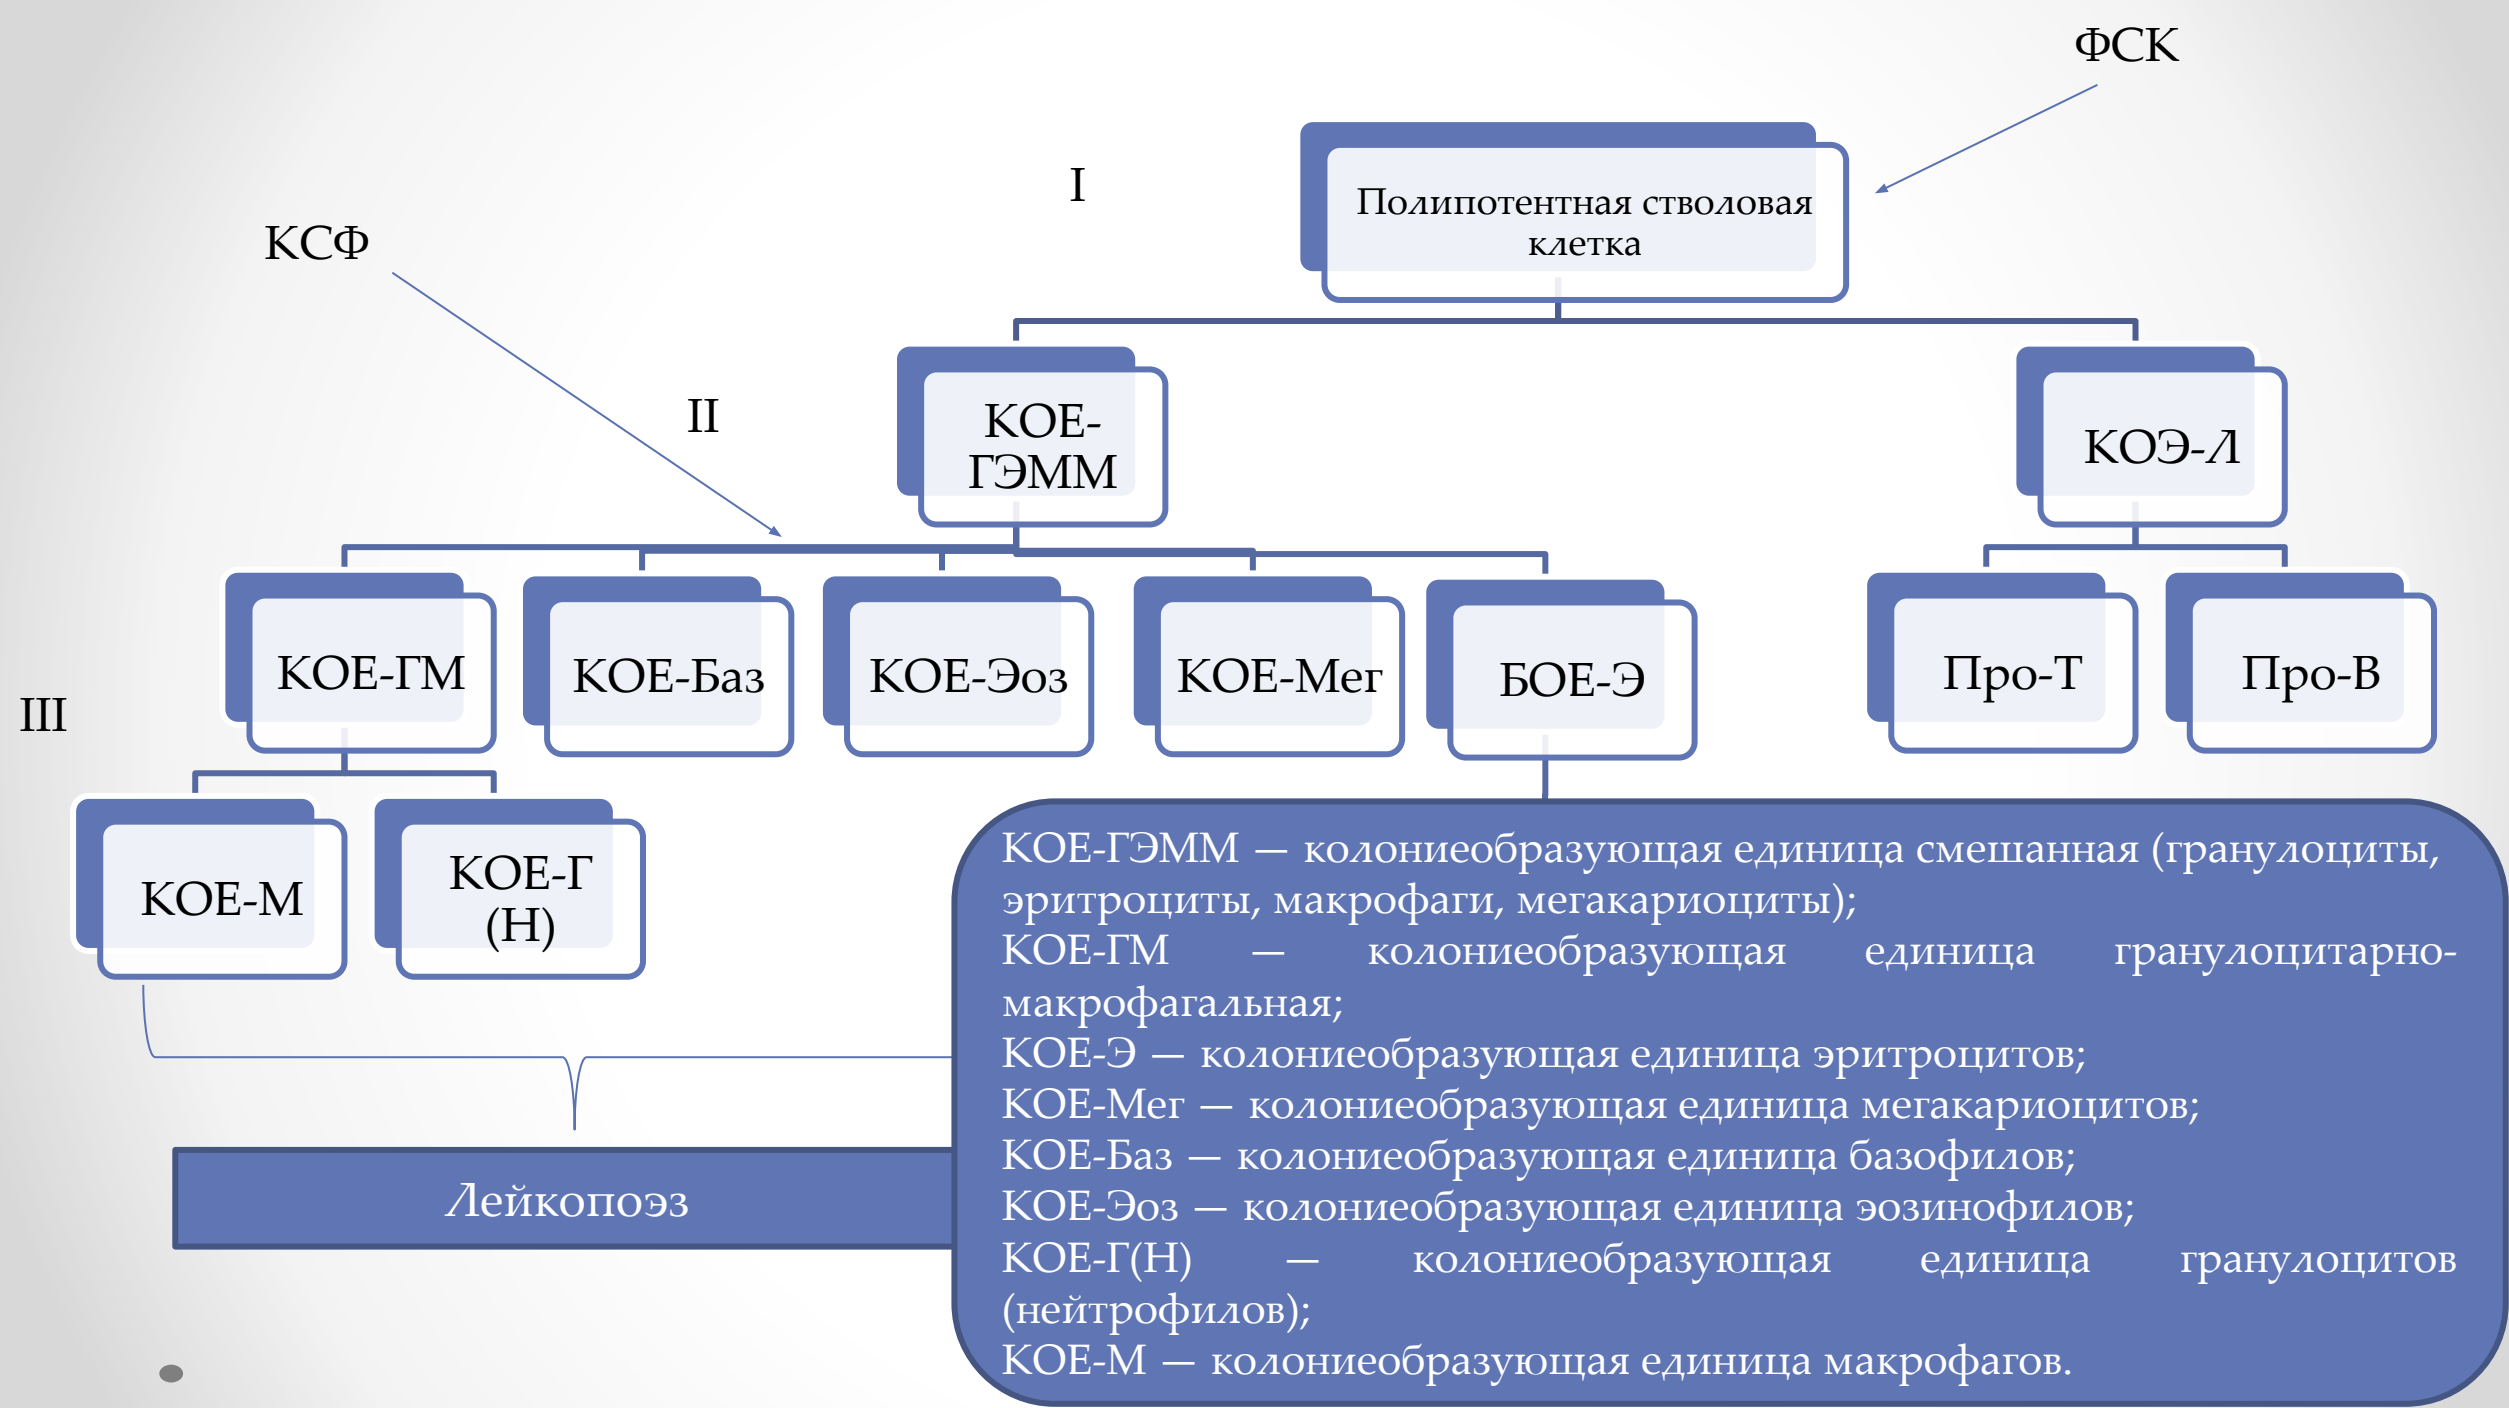 ФСК
I
Полипотентная стволовая
клетка
КСФ
II
КОЕ-
ГЭММ
КОЭ-Л
КОЕ-ГМ
КОЕ-Баз
КОЕ-Эоз
КОЕ-Мег
БОЕ-Э
Про-Т
Про-В
III
КОЕ-М
КОЕ-Г
(Н)
КОЕ-ГЭММ — колониеобразующая единица смешанная (гранулоциты,
эритроциты, макрофаги, мегакариоциты);
КОЕ-ГМ — колониеобразующая единица гранулоцитарно-
макрофагальная;
КОЕ-Э — колониеобразующая единица эритроцитов;
КОЕ-Мег — колониеобразующая единица мегакариоцитов;
КОЕ-Баз — колониеобразующая единица базофилов;
КОЕ-Эоз — колониеобразующая единица эозинофилов;
КОЕ-Г(Н) — колониеобразующая единица гранулоцитов
(нейтрофилов);
КОЕ-М — колониеобразующая единица макрофагов.
Лейкопоэз